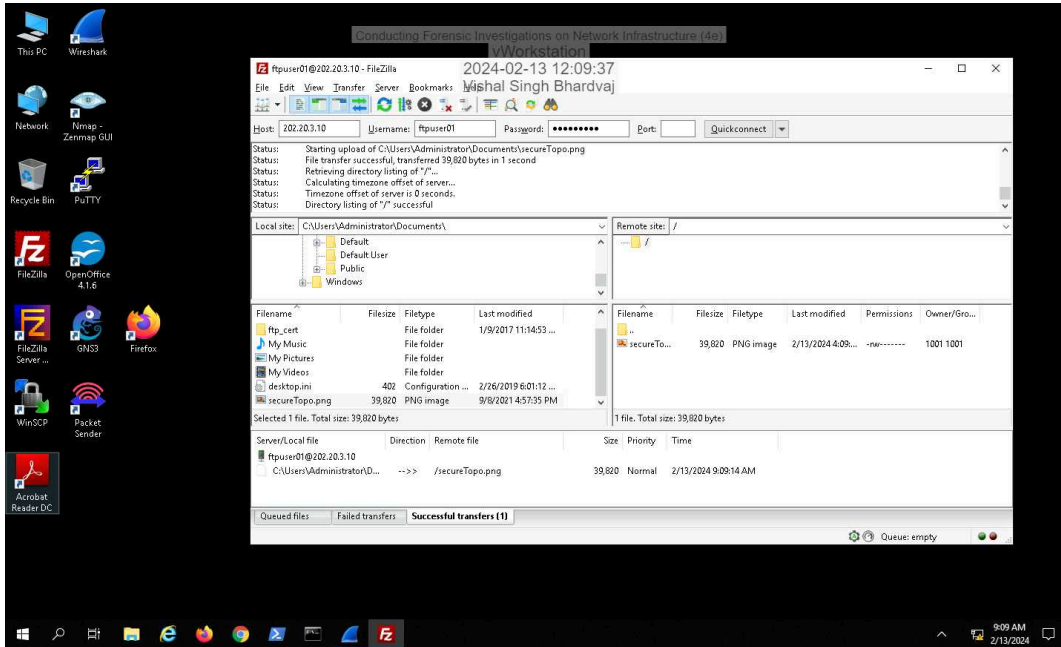 Conducting Forensic Investigations on Network Infrastructure (4e)
vWorkstation
2024-02-13 12:09:37
Vishal Singh Bhardvaj
This PC
Wireshark
Network
Nmap - Zenmap GUI
Recycle Bin
PuTTY
FileZilla
OpenOffice 4.1.6
FileZilla Server ...
GNS3
Firefox
WinSCP
Packet Sender
Acrobat Reader DC
ftpuser01@202.20.3.10 - FileZilla
File Edit View Transfer Server Bookmarks
Host: 202.20.3.10 Username: ftpuser01 Password: ●●●●●●●●● Port: Quickconnect
Status: Starting upload of C:\Users\Administrator\Documents\secureTopo.png
Status: File transfer successful, transferred 39,820 bytes in 1 second
Status: Retrieving directory listing of "/"...
Status: Calculating timezone offset of server...
Status: Timezone offset of server is 0 seconds.
Status: Directory listing of "/" successful
Local site: C:\Users\Administrator\Documents\
Default
Default User
Public
Windows
Remote site: /
/
Filename Filesize Filetype Last modified
ftp_cert File folder 1/9/2017 11:14:53 ...
My Music File folder
My Pictures File folder
My Videos File folder
desktop.ini 402 Configuration ... 2/26/2019 6:01:12 ...
secureTopo.png 39,820 PNG image 9/8/2021 4:57:35 PM
Selected 1 file. Total size: 39,820 bytes
Filename Filesize Filetype Last modified Permissions Owner/Gro...
..
secureTo... 39,820 PNG image 2/13/2024 4:09:... -rw------- 1001 1001
1 file. Total size: 39,820 bytes
Server/Local file Direction Remote file Size Priority Time
ftpuser01@202.20.3.10
C:\Users\Administrator\D... -->> /secureTopo.png 39,820 Normal 2/13/2024 9:09:14 AM
Queued files Failed transfers Successful transfers (1)
Queue: empty
9:09 AM
2/13/2024